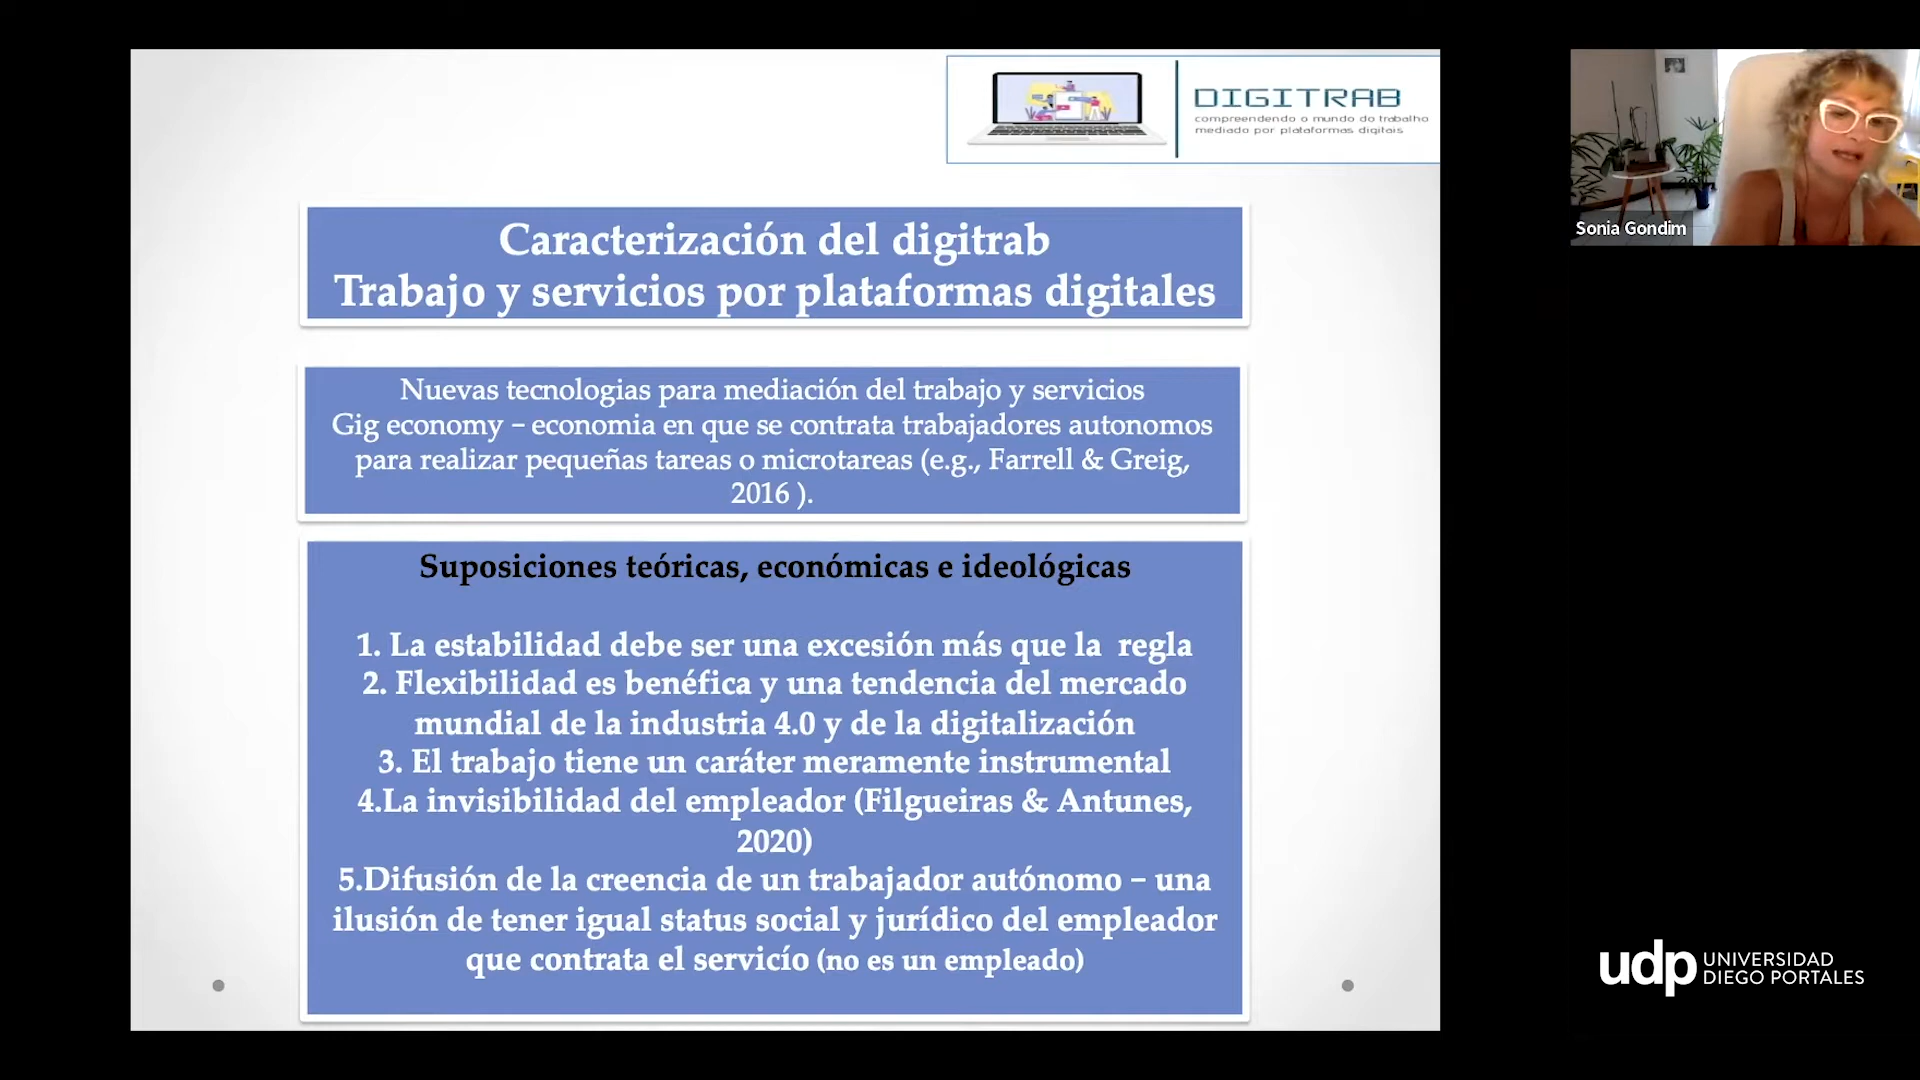 DIGITRAB
compreendendo o mundo do trabalho
mediado por plataformas digitais
Caracterización del digitrab
Trabajo y servicios por plataformas digitales
Nuevas tecnologias para mediación del trabajo y servicios
Gig economy – economia en que se contrata trabajadores autonomos
para realizar pequeñas tareas o microtareas (e.g., Farrell & Greig,
2016 ).
Suposiciones teóricas, económicas e ideológicas
1. La estabilidad debe ser una excesión más que la  regla
2. Flexibilidad es benéfica y una tendencia del mercado
mundial de la industria 4.0 y de la digitalización
3. El trabajo tiene un caráter meramente instrumental
4.La invisibilidad del empleador (Filgueiras & Antunes,
2020)
5.Difusión de la creencia de un trabajador autónomo – una
ilusión de tener igual status social y jurídico del empleador
que contrata el servicío (no es un empleado)
Sonia Gondim
udp UNIVERSIDAD
DIEGO PORTALES